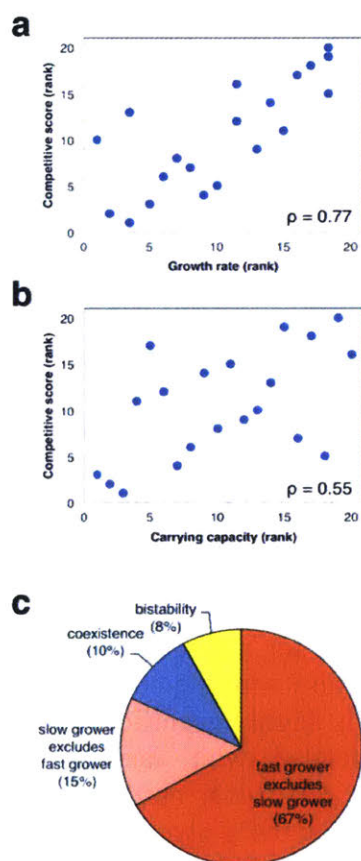 a
Competitive score (rank)
20
15
10
5
0
0 5 10 15 20
ρ = 0.77
Growth rate (rank)
b
Competitive score (rank)
20
15
10
5
0
0 5 10 15 20
ρ = 0.55
Carrying capacity (rank)
c
bistability
(8%)
coexistence
(10%)
slow grower
excludes
fast grower
(15%)
fast grower
excludes
slow grower
(67%)